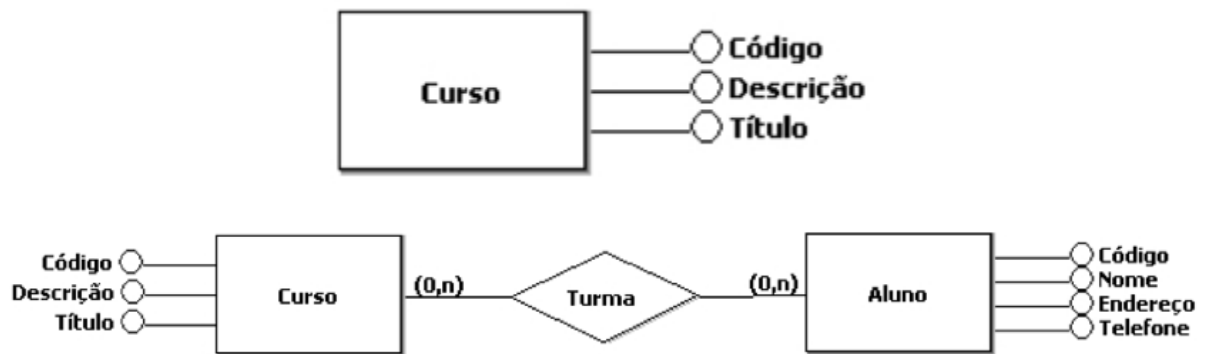 Curso
Código
Descrição
Título
Código
Descrição
Título
Curso
(0,n)
Turma
(0,n)
Aluno
Código
Nome
Endereço
Telefone